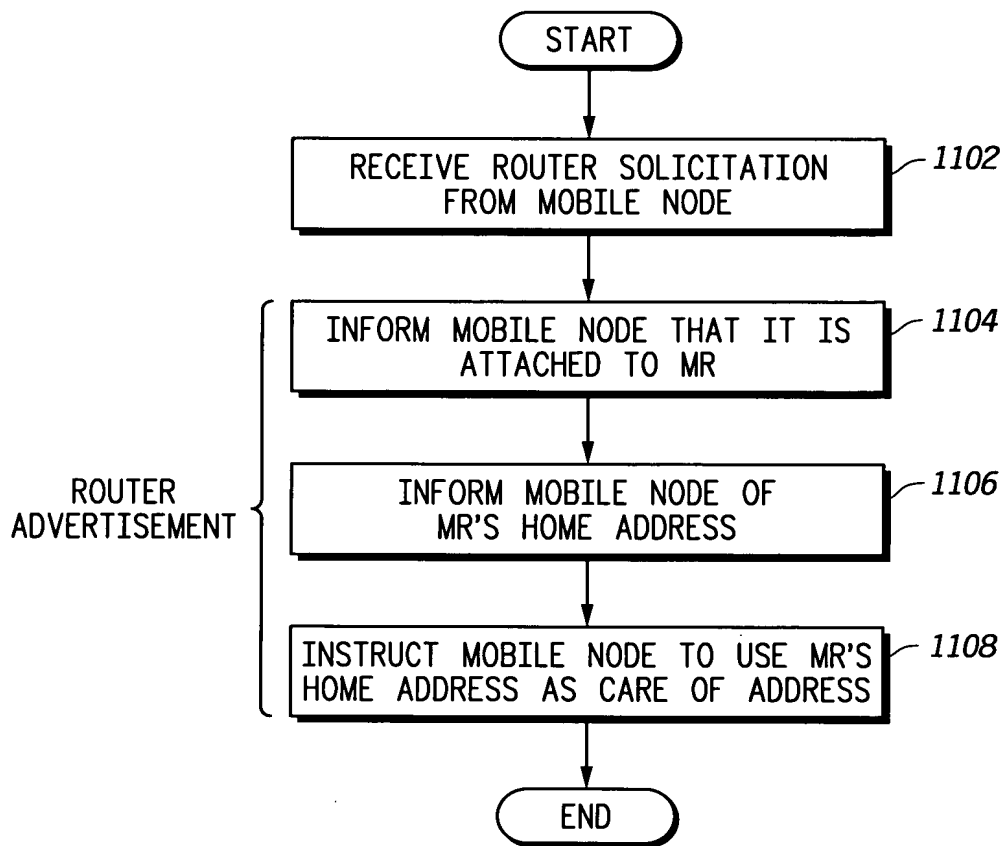 START
RECEIVE ROUTER SOLICITATION
FROM MOBILE NODE
1102
INFORM MOBILE NODE THAT IT IS
ATTACHED TO MR
1104
ROUTER
ADVERTISEMENT
INFORM MOBILE NODE OF
MR'S HOME ADDRESS
1106
INSTRUCT MOBILE NODE TO USE MR'S
HOME ADDRESS AS CARE OF ADDRESS
1108
END